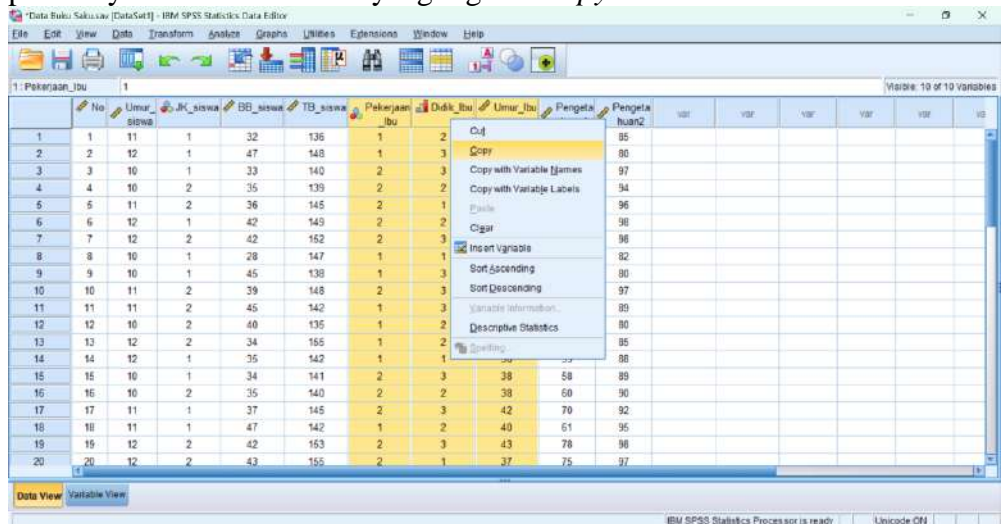 *Data Buku Saku.sav [DataSet1] - IBM SPSS Statistics Data Editor
File Edit View Data Transform Analyze Graphs Utilities Extensions Window Help
1 : Pekerjaan_Ibu 1 Visible: 10 of 10 Variables
No Umur_siswa JK_siswa BB_siswa TB_siswa Pekerjaan_Ibu Didik_Ibu Umur_Ibu Pengeta Pengetahuan2 var var var var
1 1 11 1 32 136 1 2 85
2 2 12 1 47 148 1 3 80
3 3 10 1 33 140 2 3 97
4 4 10 2 35 139 2 2 94
5 5 11 2 36 145 2 1 96
6 6 12 1 42 149 2 2 98
7 7 12 2 42 152 2 3 98
8 8 10 1 28 147 1 1 82
9 9 10 1 45 138 1 3 80
10 10 11 2 39 148 2 3 97
11 11 11 2 45 142 1 3 89
12 12 10 2 40 135 1 2 80
13 13 12 2 34 155 1 2 85
14 14 12 1 35 142 1 1 88
15 15 10 1 34 141 2 3 38 58 89
16 16 10 2 35 140 2 2 38 60 90
17 17 11 1 37 145 2 3 42 70 92
18 18 11 1 47 142 1 2 40 61 95
19 19 12 2 42 153 2 3 43 78 98
20 20 12 2 43 155 2 1 37 75 97
Cut
Copy
Copy with Variable Names
Copy with Variable Labels
Paste
Clear
Insert Variable
Sort Ascending
Sort Descending
Variable Information...
Descriptive Statistics
Spelling...
Data View Variable View
IBM SPSS Statistics Processor is ready Unicode:ON